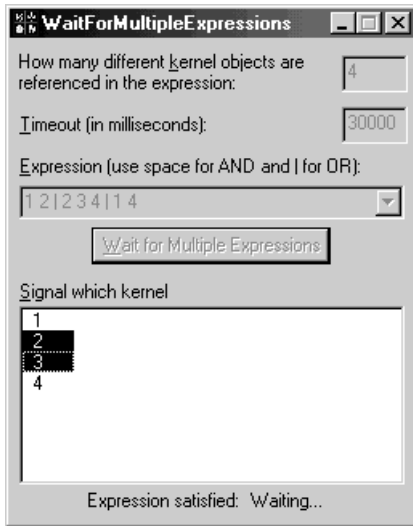 WaitForMultipleExpressions
How many different kernel objects are
referenced in the expression:
4
Timeout (in milliseconds):
30000
Expression (use space for AND and | for OR):
1 2 | 2 3 4 | 1 4
Wait for Multiple Expressions
Signal which kernel
1
2
3
4
Expression satisfied: Waiting...